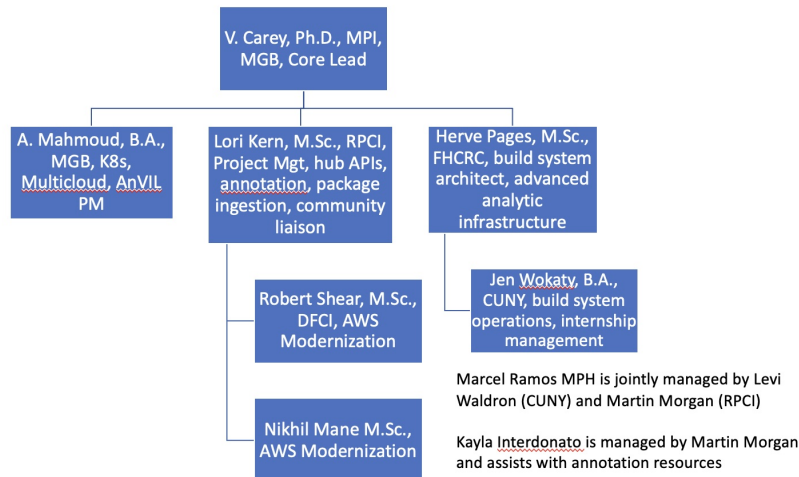 V. Carey, Ph.D., MPI,
MGB, Core Lead
A. Mahmoud, B.A.,
MGB, K8s,
Multicloud, AnVIL
PM
Lori Kern, M.Sc., RPCI,
Project Mgt, hub APIs,
annotation, package
ingestion, community
liaison
Herve Pages, M.Sc.,
FHCRC, build system
architect, advanced
analytic
infrastructure
Robert Shear, M.Sc.,
DFCI, AWS
Modernization
Jen Wokaty, B.A.,
CUNY, build system
operations, internship
management
Nikhil Mane M.Sc.,
AWS Modernization
Marcel Ramos MPH is jointly managed by Levi
Waldron (CUNY) and Martin Morgan (RPCI)
Kayla Interdonato is managed by Martin Morgan
and assists with annotation resources